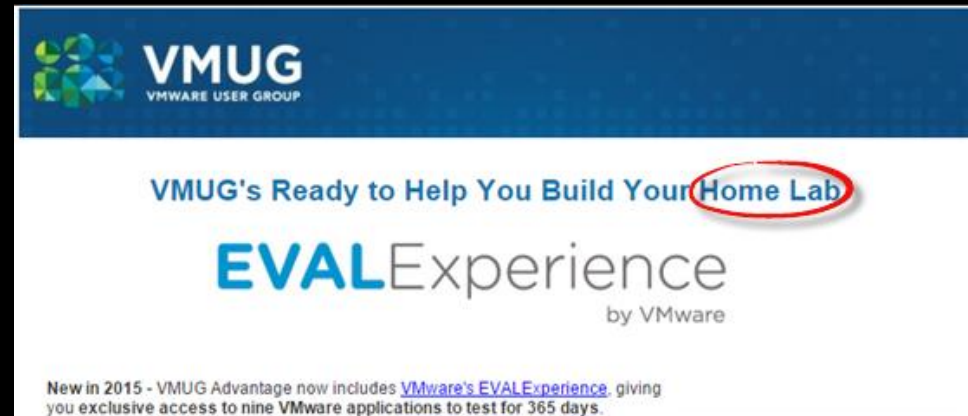 VMUG
VMWARE USER GROUP
VMUG's Ready to Help You Build Your Home Lab
EVALExperience
by VMware
New in 2015 - VMUG Advantage now includes VMware's EVALExperience, giving
you exclusive access to nine VMware applications to test for 365 days.